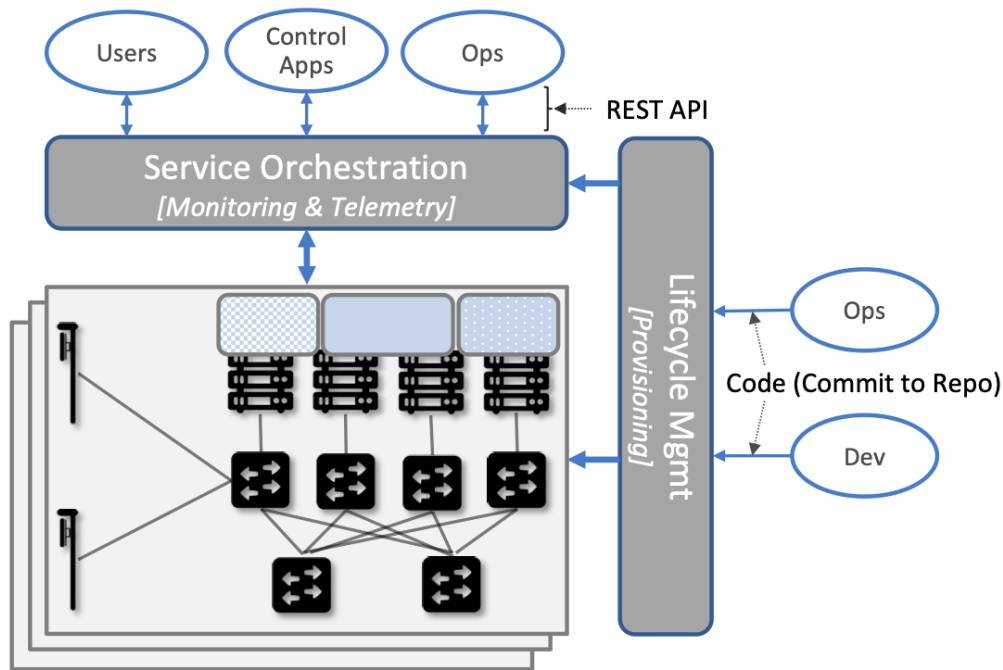 Users
Control
Apps
Ops
REST API
Service Orchestration
[Monitoring & Telemetry]
Lifecycle Mgmt
[Provisioning]
Ops
Code (Commit to Repo)
Dev